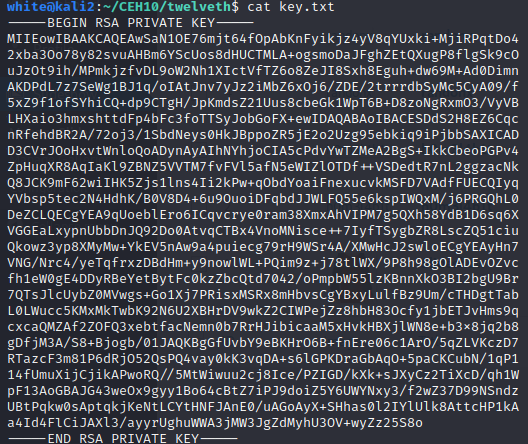 white@kali2:~/CEH10/twelveth$ cat key.txt
-----BEGIN RSA PRIVATE KEY-----
MIIEowIBAAKCAQEAwSaN1OE76mjt64fOpAbKnFyikjz4yV8qYUxki+MjiRPqtDo4
2xba3Oo78y82svuAHBm6YScUos8dHUCTMLA+ogsmoDaJFghZEtQXugP8flgSk9cO
uJzOt9ih/MPmkjzfvDL9oW2Nh1XIctVfTZ6o8ZeJI8Sxh8Eguh+dw69M+Ad0Dimn
AKDPdL7z7SeWg1BJ1q/oIAtJnv7yJz2iMbZ6xOj6/ZDE/2trrrdbSyMc5CyA09/f
5xZ9f1ofSYhiCQ+dp9CTgH/JpKmdsZ21Uus8cbeGk1WpT6B+D8zoNgRxmO3/VyVB
LHXaio3hmxshttdFp4bFc3foTTSyJobGoFX+ewIDAQABAoIBACESDdS2H8EZ6Cqc
nRfehdBR2A/72oj3/1SbdNeys0HkJBppoZR5jE2o2Uzg95ebkiq9iPjbbSAXICAD
D3CVrJOoHxvtWnloQoADynAyAIhNYhjoCIA5cPdvYwTZMeA2BgS+IkkCbeoPGPv4
ZpHuqXR8AqIaKl9ZBNZ5VVTM7fvFVl5afN5eWIZlOTDf++VSDedtR7nL2ggzacNk
Q8JCK9mF62wiIHK5Zjs1lns4Ii2kPw+qObdYoaiFnexucvkMSFD7VAdfFUECQIyq
YVbsp5tec2N4HdhK/B0V8D4+6u9OuoiDFqbdJJWLFQ55e6kspIWQxM/j6PRGQhL0
DeZCLQECgYEA9qUoeblEro6ICqvcrye0ram38XmxAhVIPM7g5QXh58YdB1D6sq6X
VGGEaLxypnUbbDnJQ92Do0AtvqCTBx4VnoMNisce++7IyfTSygbZR8LscZQ51ciu
Qkowz3yp8XMyMw+YkEV5nAw9a4puiecg79rH9WSr4A/XMwHcJ2swloECgYEAyHn7
VNG/Nrc4/yeTqfrxzDBdHm+y9nowlWL+PQim9z+j78tlWX/9P8h98gOlADEvOZvc
fh1eW0gE4DDyRBeYetBytFc0kzZbcQtd7042/oPmpbW55lzKBnnXkO3BI2bgU9Br
7QTsJlcUybZ0MVWgs+Go1Xj7PRisxMSRx8mHbvsCgYBxyLulfBz9Um/cTHDgtTab
L0LWucc5KMxMkTwbK92N6U2XBHrDV9wkZ2CIWPejZz8hbH83Ocfy1jbETJvHms9q
cxcaQMZAf2ZOFQ3xebtfacNemn0b7RrHJibicaaM5xHvkHBXjlWN8e+b3x8jq2b8
gDfjM3A/S8+Bjogb/01JAQKBgGfUvbY9eBKHrO6B+fnEre06c1ArO/5qZLVKczD7
RTazcF3m81P6dRjO52QsPQ4vay0kK3vqDA+s6lGPKDraGbAqO+5paCKCubN/1qP1
14fUmuXijCjikAPwoRQ//5MtWiwuu2cj8Ice/PZIGD/kXk+sJXyCz2TiXcD/qh1W
pF13AoGBAJG43weOx9gyy1Bo64cBtZ7iPJ9doiZ5Y6UWYNxy3/f2wZ37D99NSndz
UBtPqkw0sAptqkjKeNtLCYtHNFJAnE0/uAGoAyX+SHhas0l2IYlUlk8AttcHP1kA
a4Id4FlCiJAXl3/ayyrUghuWWA3jMW3JgZdMyhU3OV+wyZz25S8o
-----END RSA PRIVATE KEY-----